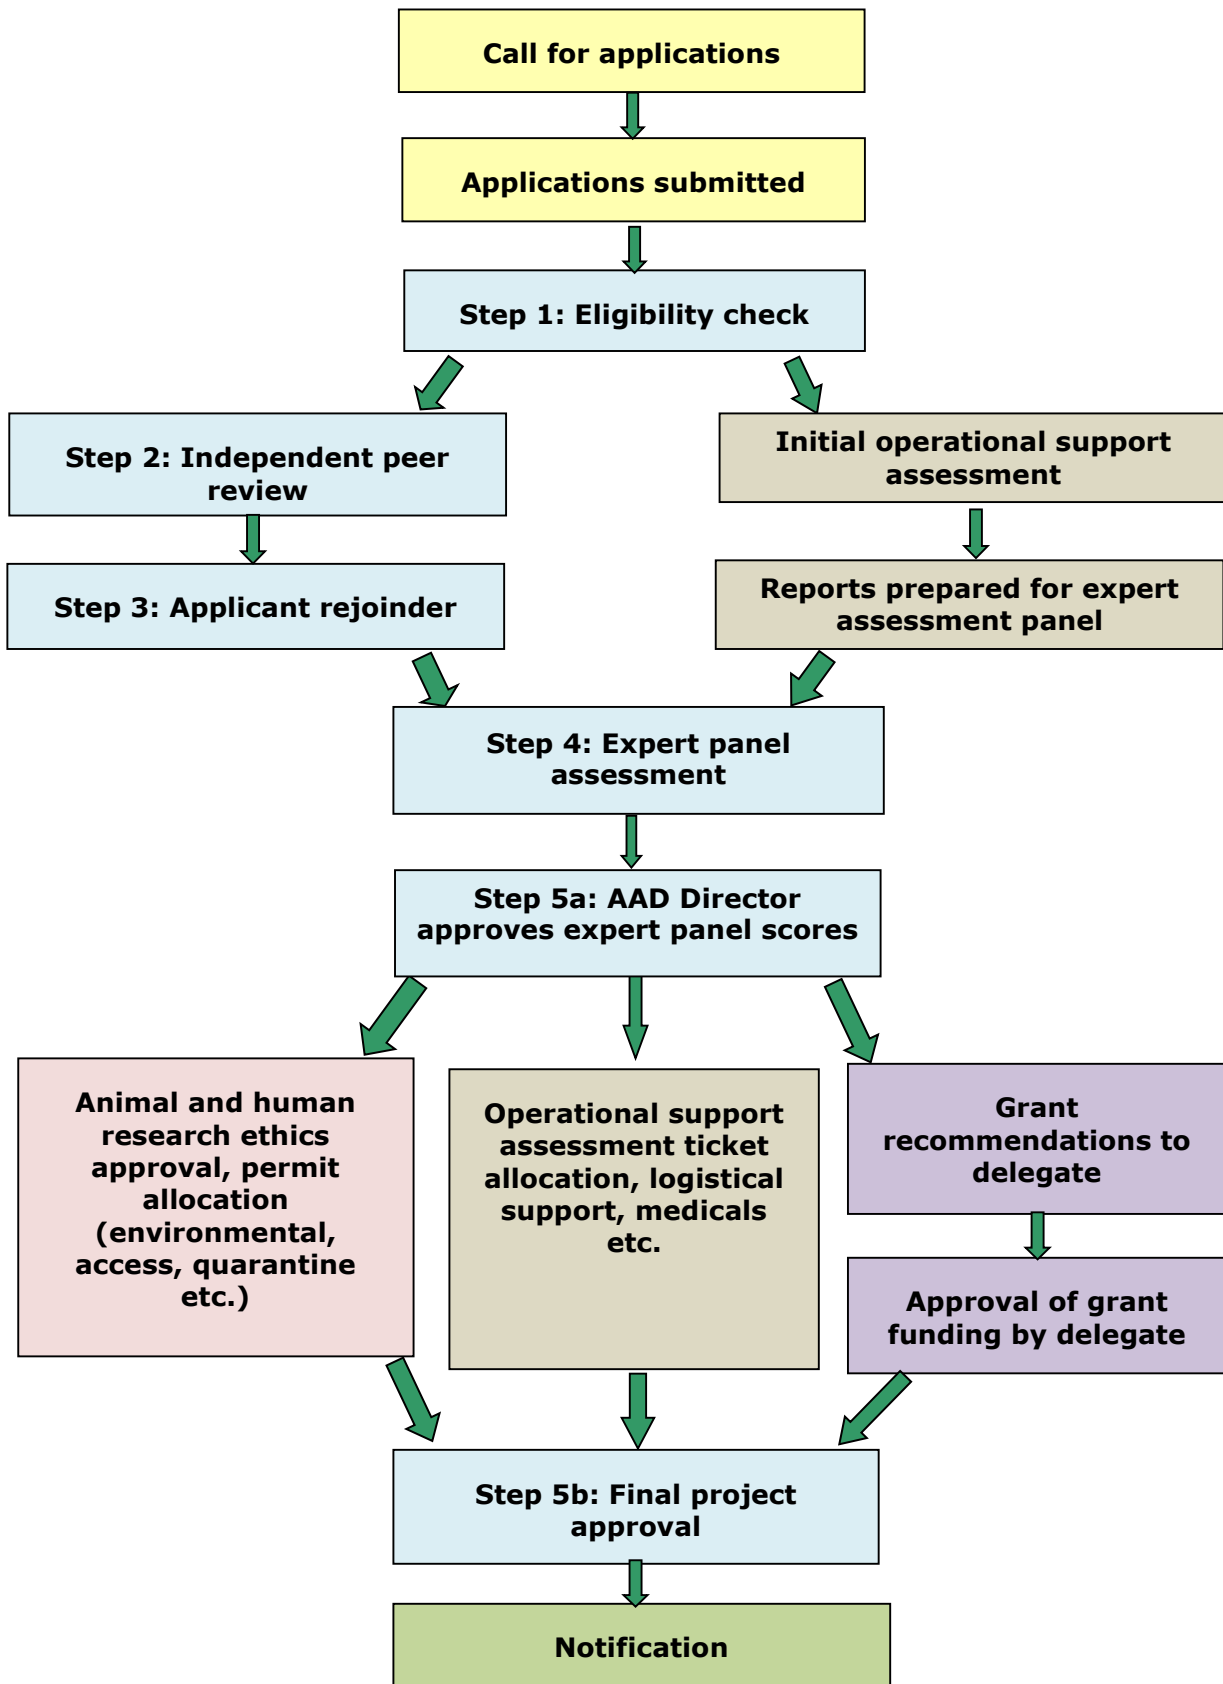 Call for applications
Applications submitted
Step 1: Eligibility check
Step 2: Independent peer
review
Initial operational support
assessment
Step 3: Applicant rejoinder
Reports prepared for expert
assessment panel
Step 4: Expert panel
assessment
Step 5a: AAD Director
approves expert panel scores
Animal and human
research ethics
approval, permit
allocation
(environmental,
access, quarantine
etc.)
Operational support
assessment ticket
allocation, logistical
support, medicals
etc.
Grant
recommendations to
delegate
Approval of grant
funding by delegate
Step 5b: Final project
approval
Notification